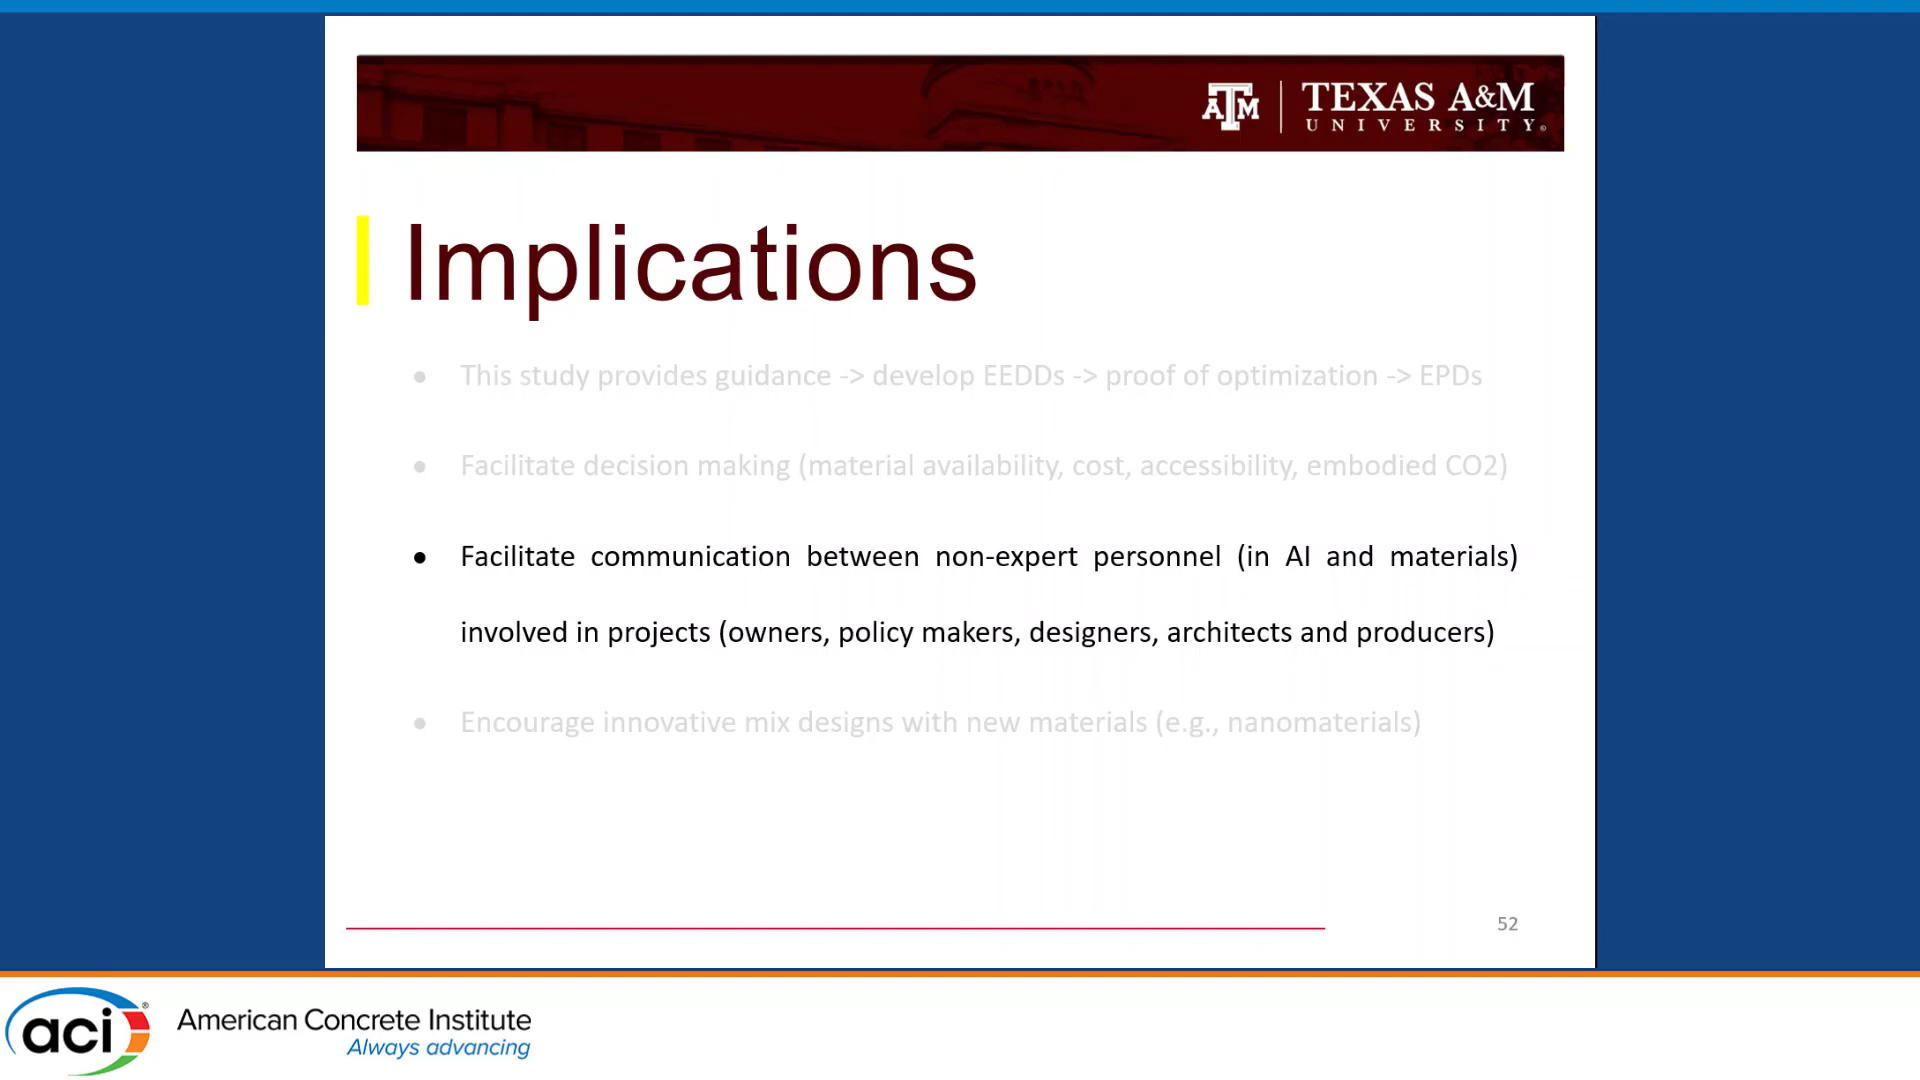 ATM
TEXAS A&M
UNIVERSITY®
Implications
• This study provides guidance -> develop EEDDs -> proof of optimization -> EPDs
• Facilitate decision making (material availability, cost, accessibility, embodied CO2)
• Facilitate communication between non-expert personnel (in AI and materials)
involved in projects (owners, policy makers, designers, architects and producers)
• Encourage innovative mix designs with new materials (e.g., nanomaterials)
52
aci®
American Concrete Institute
Always advancing